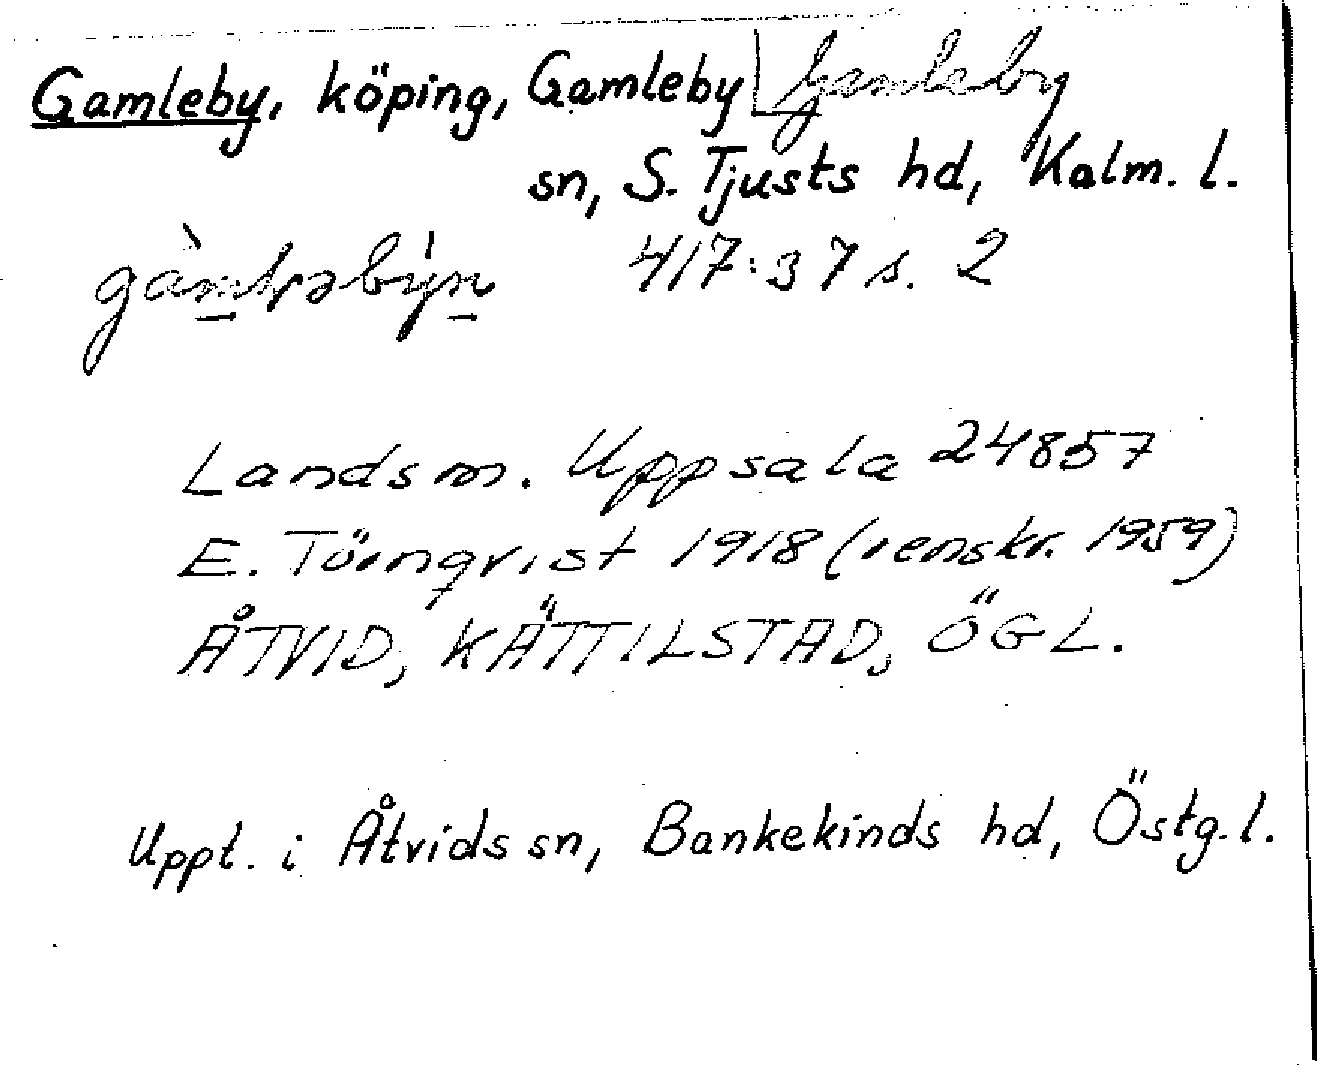 Gamleby, köping, Gamleby Gamleby
sn, S. Tjusts hd, Kalm. l.
417:37 s. 2
Landsm. Uppsala 24857
E. Törnqvist 1918 (renskr. 1959)
ÅTVID, KÄTTILSTAD, ÖGL.
Uppt. i Åtvids sn, Bankekinds hd, Östg. l.